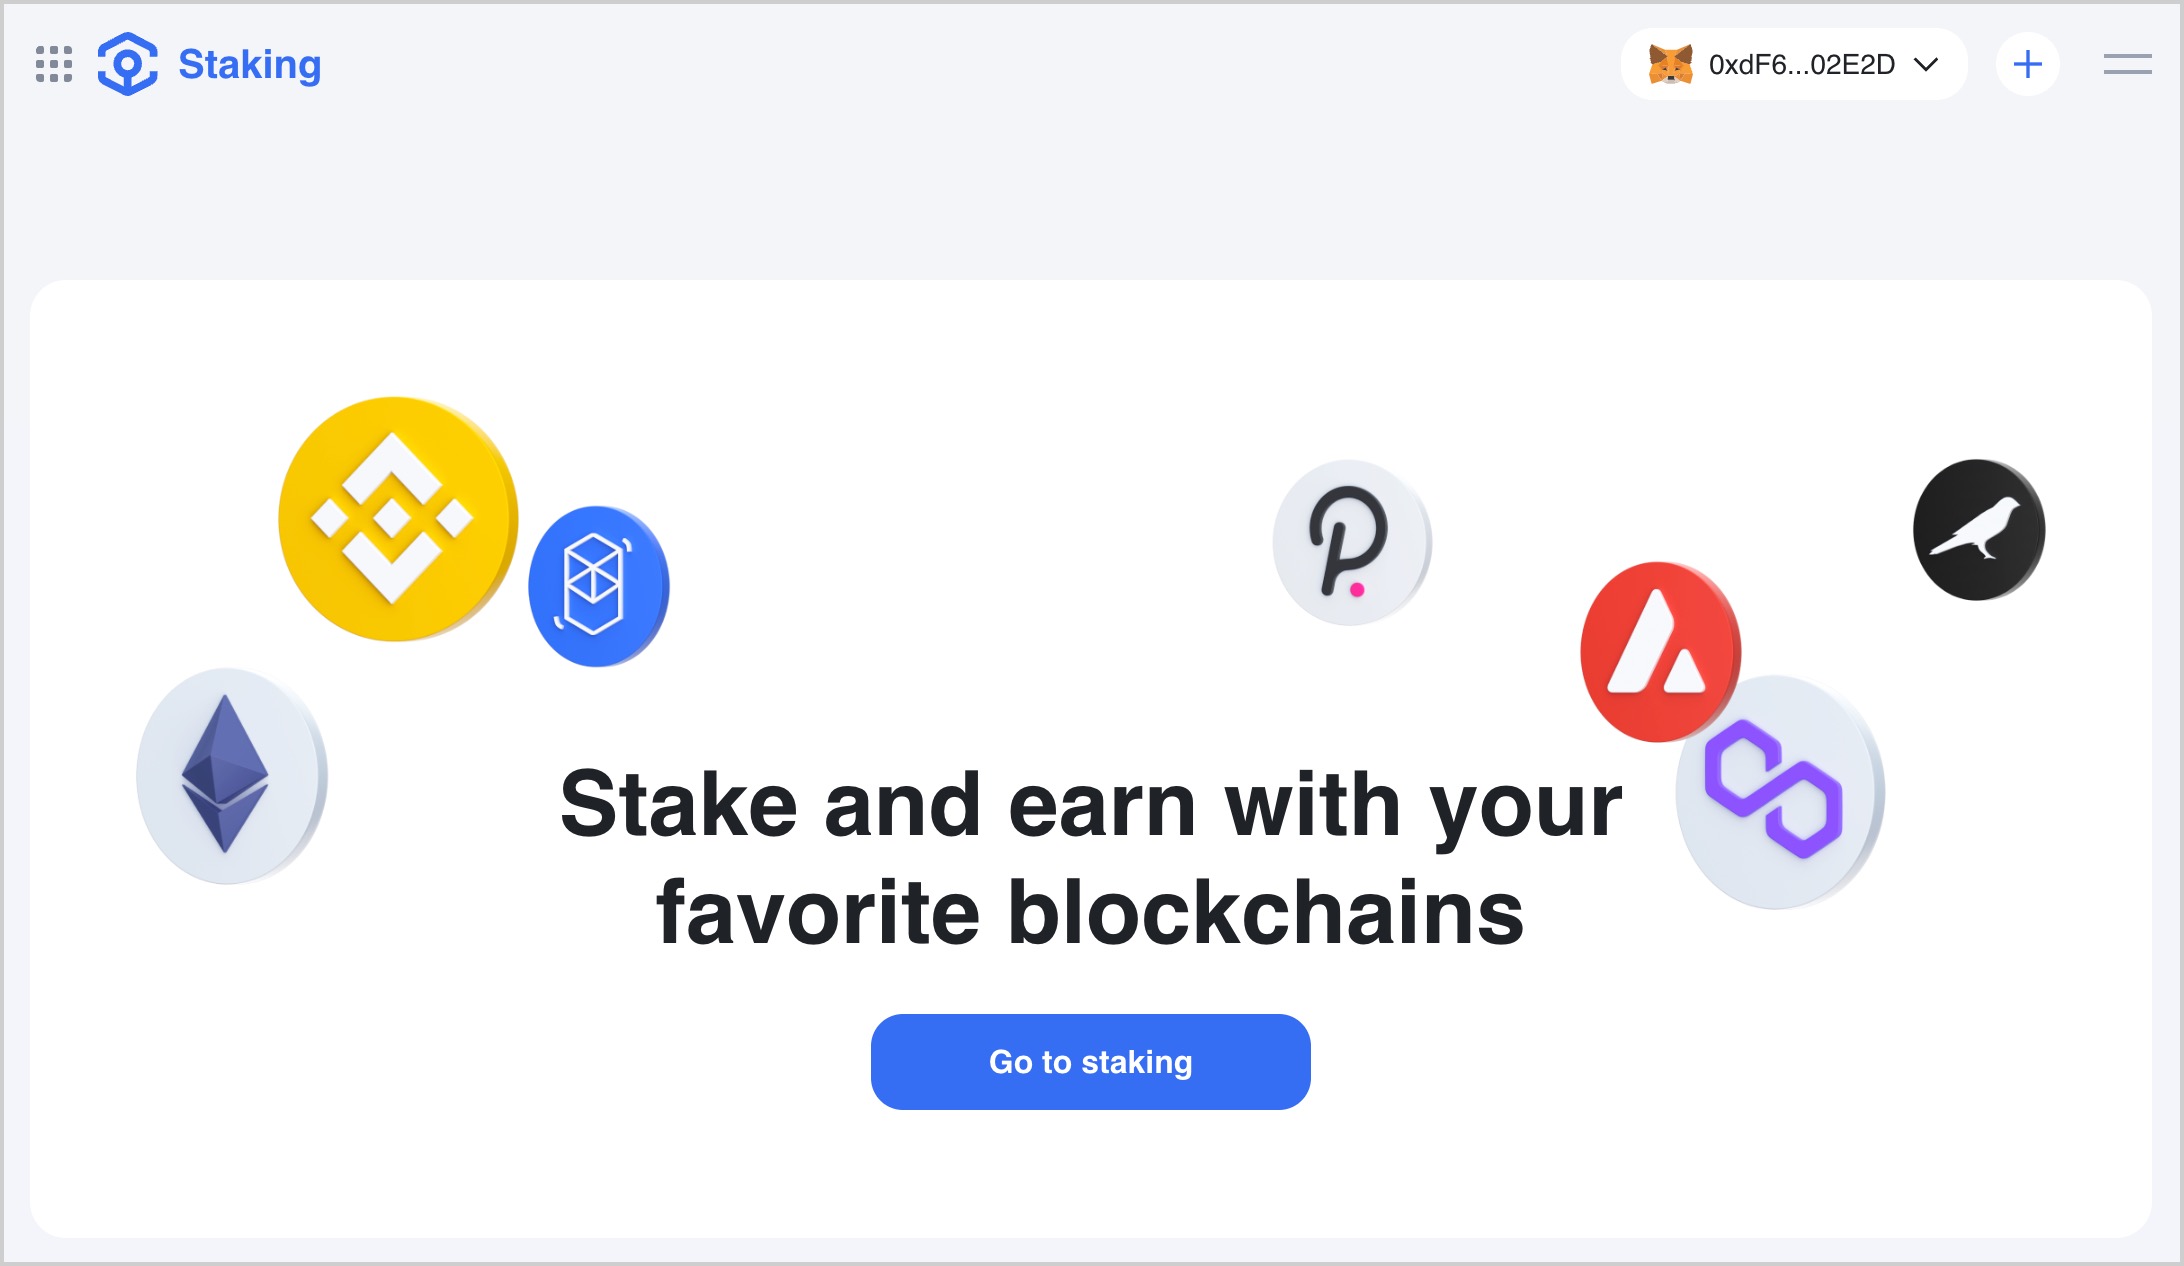 Staking
0xdF6...02E2D
Stake and earn with your
favorite blockchains
Go to staking